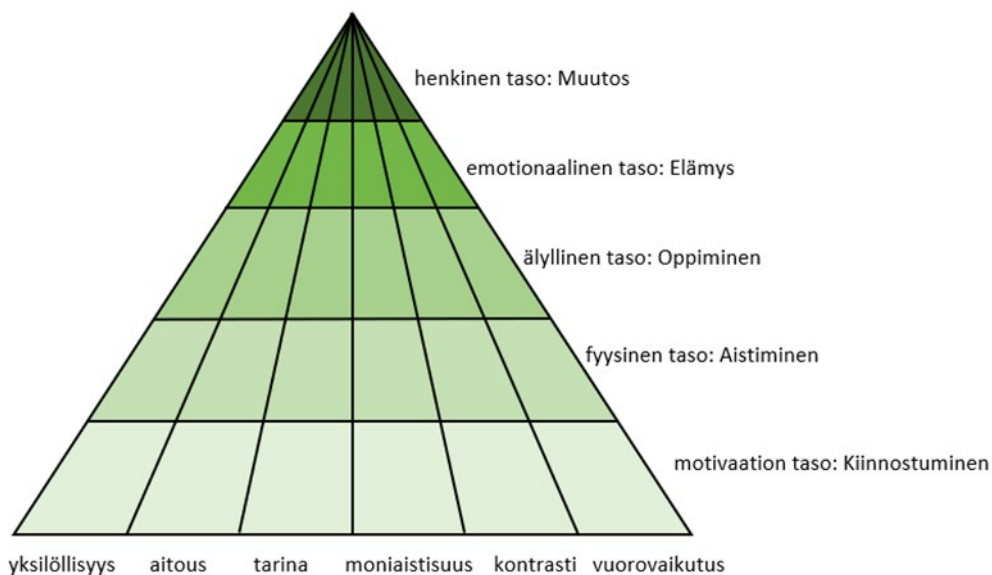 henkinen taso: Muutos
emotionaalinen taso: Elämys
älyllinen taso: Oppiminen
fyysinen taso: Aistiminen
motivaation taso: Kiinnostuminen
yksilöllisyys aitous tarina moniaistisuus kontrasti vuorovaikutus